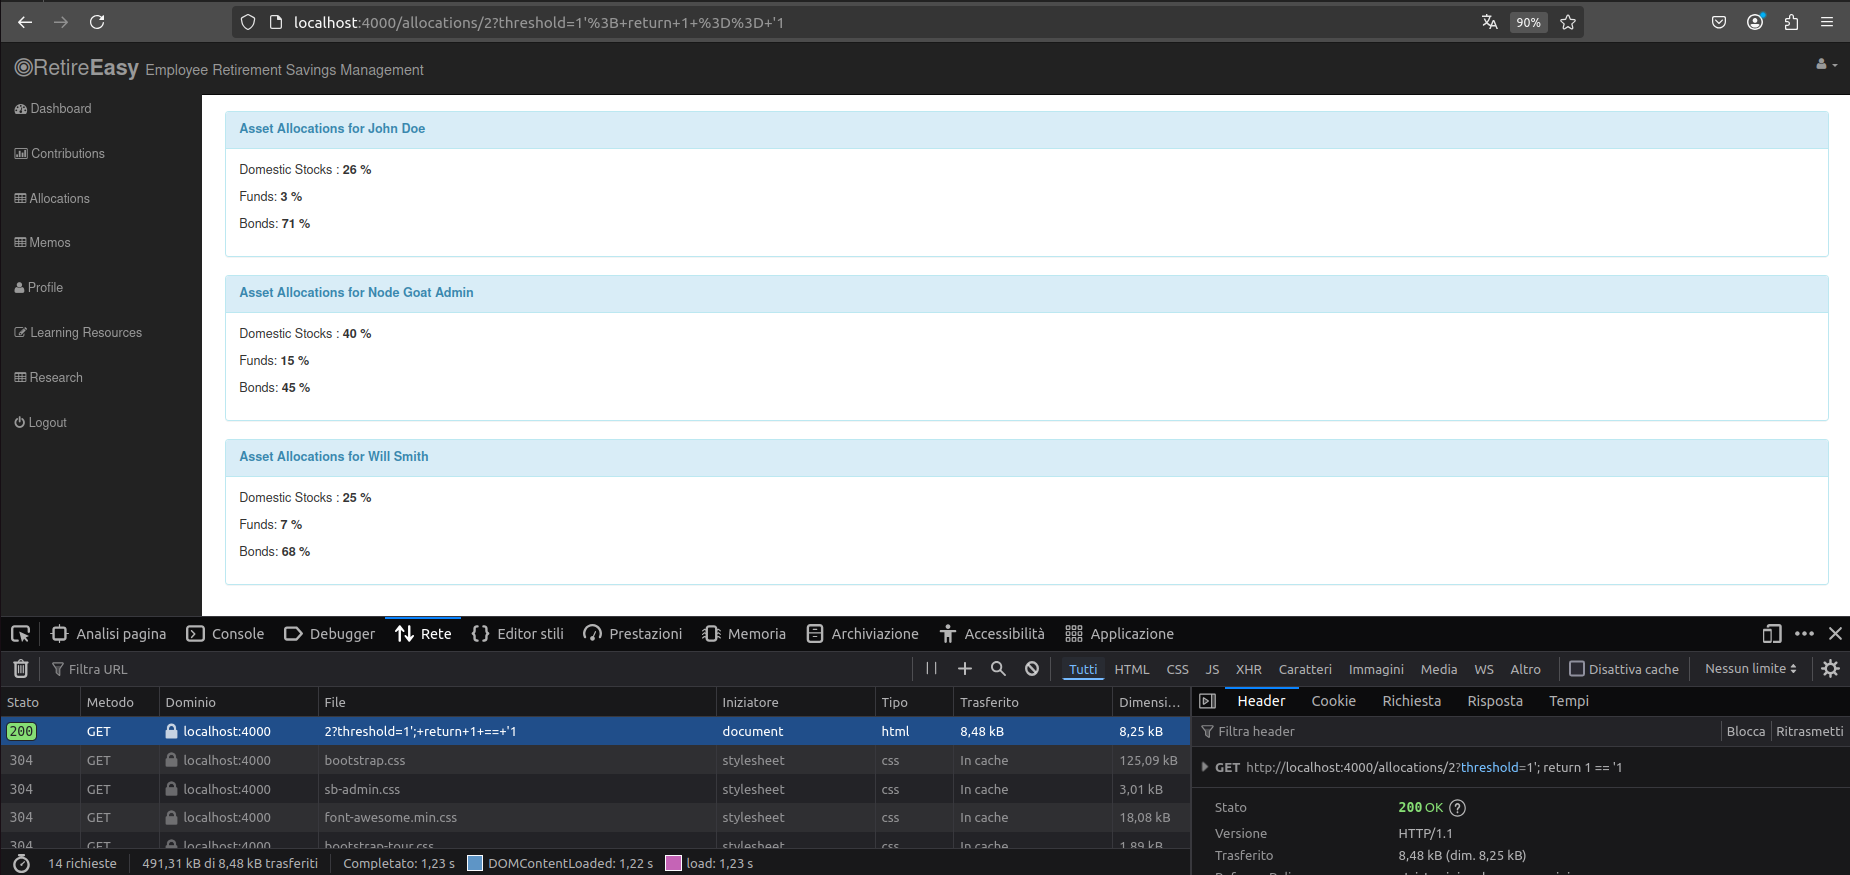 localhost:4000/allocations/2?threshold=1'%3B+return+1+%3D%3D+'1 90%
RetireEasy Employee Retirement Savings Management
Dashboard
Contributions
Allocations
Memos
Profile
Learning Resources
Research
Logout
Asset Allocations for John Doe
Domestic Stocks : 26 %
Funds: 3 %
Bonds: 71 %
Asset Allocations for Node Goat Admin
Domestic Stocks : 40 %
Funds: 15 %
Bonds: 45 %
Asset Allocations for Will Smith
Domestic Stocks : 25 %
Funds: 7 %
Bonds: 68 %
Analisi pagina Console Debugger Rete Editor stili Prestazioni Memoria Archiviazione Accessibilità Applicazione
Filtra URL Tutti HTML CSS JS XHR Caratteri Immagini Media WS Altro Disattiva cache Nessun limite
Stato Metodo Dominio File Iniziatore Tipo Trasferito Dimensi…
200 GET localhost:4000 2?threshold=1';+return+1+==+'1 document html 8,48 kB 8,25 kB
304 GET localhost:4000 bootstrap.css stylesheet css In cache 125,09 kB
304 GET localhost:4000 sb-admin.css stylesheet css In cache 3,01 kB
304 GET localhost:4000 font-awesome.min.css stylesheet css In cache 18,08 kB
304 GET localhost:4000 bootstrap-tour.css stylesheet css In cache 1,89 kB
14 richieste 491,31 kB di 8,48 kB trasferiti Completato: 1,23 s DOMContentLoaded: 1,22 s load: 1,23 s
Header Cookie Richiesta Risposta Tempi
Filtra header Blocca Ritrasmetti
GET http://localhost:4000/allocations/2?threshold=1'; return 1 == '1
Stato 200 OK ?
Versione HTTP/1.1
Trasferito 8,48 kB (dim. 8,25 kB)